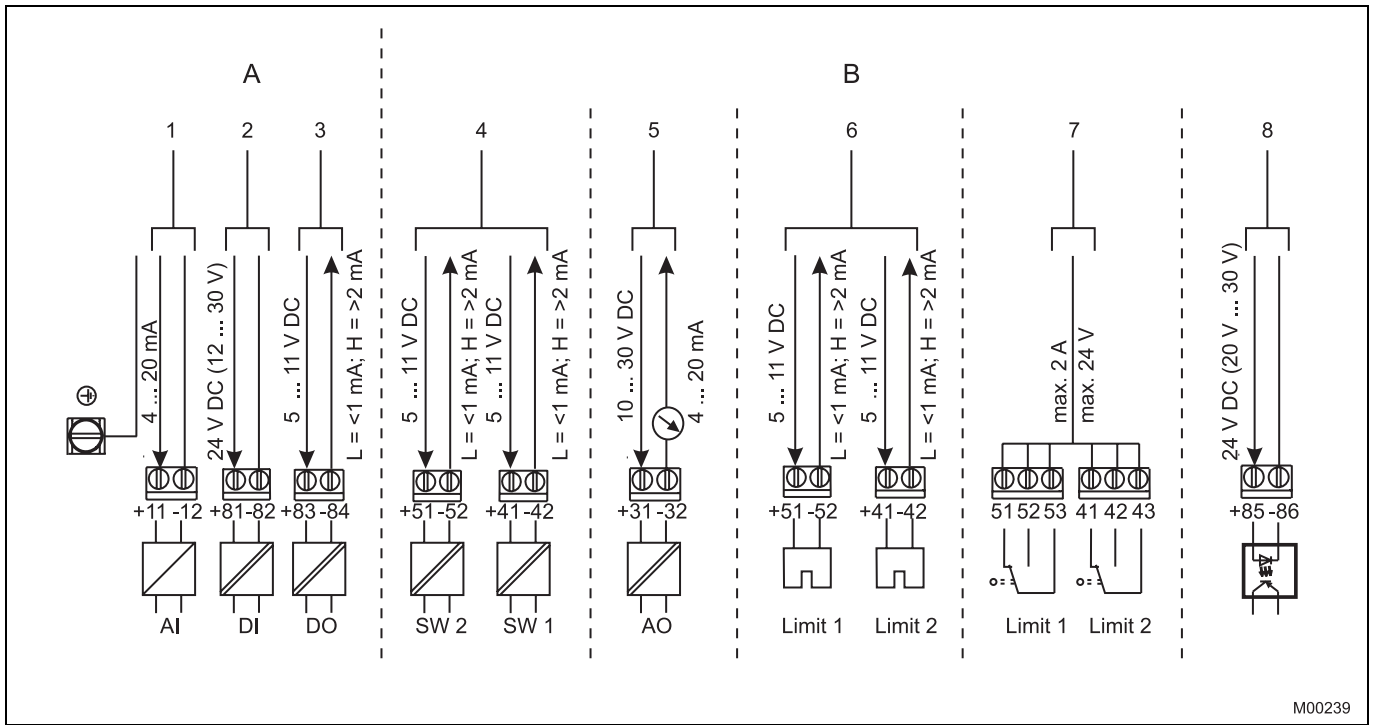 A
B
1
2
3
4
5
6
7
8
4 ... 20 mA
24 V DC (12 ... 30 V)
5 ... 11 V DC
L= <1 mA; H = >2 mA
5 ... 11 V DC
L= <1 mA; H = >2 mA
5 ... 11 V DC
L= <1 mA; H = >2 mA
10 ... 30 V DC
4 ... 20 mA
5 ... 11 V DC
L= <1 mA; H = >2 mA
5 ... 11 V DC
L= <1 mA; H = >2 mA
max. 2 A
max. 24 V
24 V DC (20 V ... 30 V)
+11 -12
+81 -82
+83 -84
+51 -52
+41 -42
+31 -32
+51 -52
+41 -42
51 52 53
41 42 43
+85 -86
AI
DI
DO
SW 2
SW 1
AO
Limit 1
Limit 2
Limit 1
Limit 2
M00239